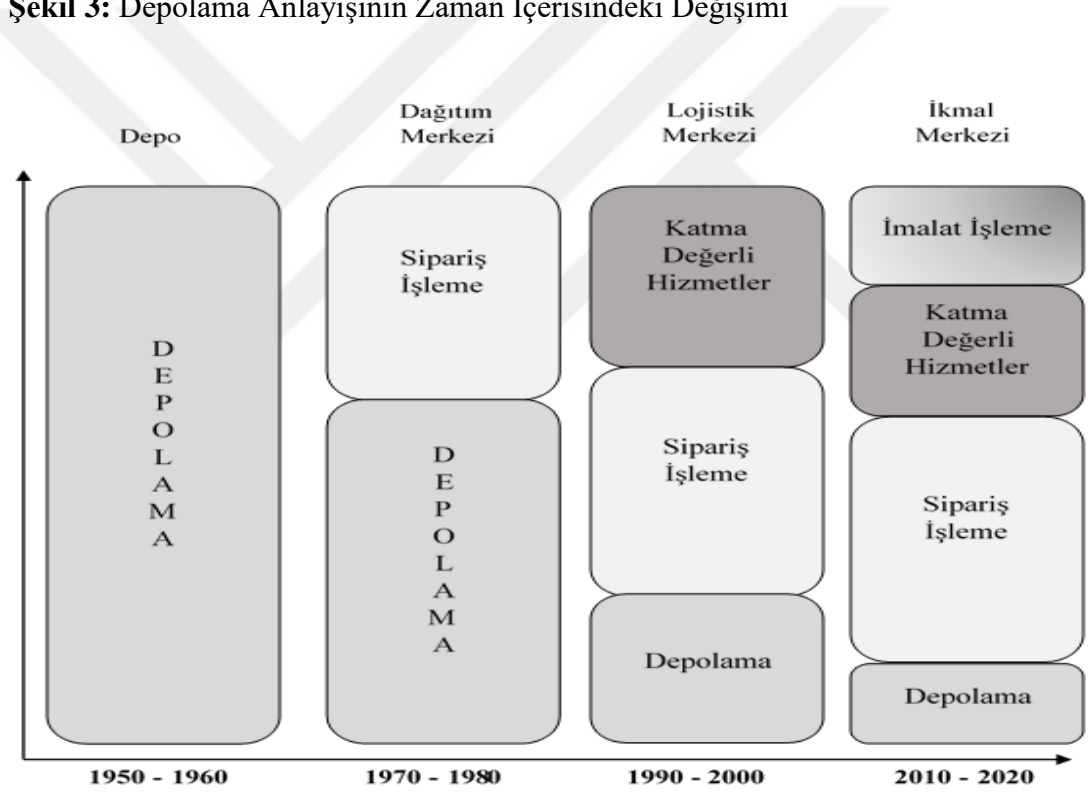 Şekil 3: Depolama Anlayışının Zaman İçerisindeki Değişimi
Depo
Dağıtım
Merkezi
Lojistik
Merkezi
İkmal
Merkezi
D
E
P
O
L
A
M
A
Sipariş
İşleme
D
E
P
O
L
A
M
A
Katma
Değerli
Hizmetler
Sipariş
İşleme
Depolama
İmalat İşleme
Katma
Değerli
Hizmetler
Sipariş
İşleme
Depolama
1950 - 1960
1970 - 1980
1990 - 2000
2010 - 2020